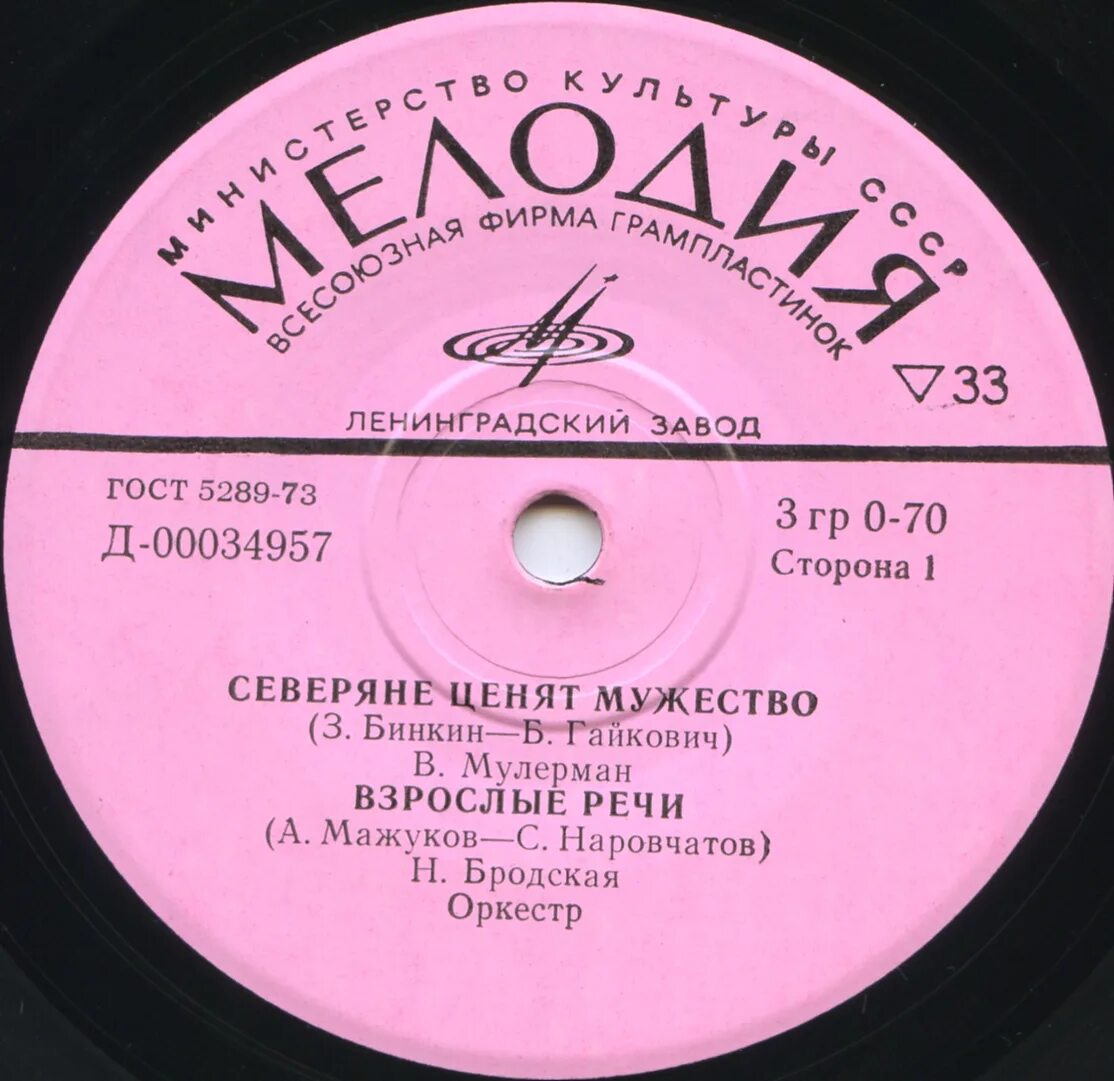 МИНИСТЕРСТВО КУЛЬТУРЫ СССР
МЕЛОДИЯ
ВСЕСОЮЗНАЯ ФИРМА ГРАМПЛАСТИНОК
33
ЛЕНИНГРАДСКИЙ ЗАВОД
ГОСТ 5289-73
Д-00034957
3 гр 0-70
Сторона 1
СЕВЕРЯНЕ ЦЕНЯТ МУЖЕСТВО
(З. Бинкин—Б. Гайкович)
В. Мулерман
ВЗРОСЛЫЕ РЕЧИ
(А. Мажуков—С. Наровчатов)
Н. Бродская
Оркестр